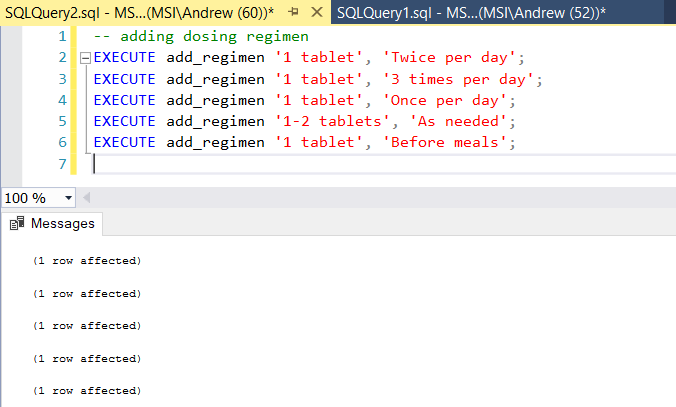 SQLQuery2.sql - MS...(MSI\Andrew (60))* SQLQuery1.sql - MS...(MSI\Andrew (52))*
1 -- adding dosing regimen
2 EXECUTE add_regimen '1 tablet', 'Twice per day';
3 EXECUTE add_regimen '1 tablet', '3 times per day';
4 EXECUTE add_regimen '1 tablet', 'Once per day';
5 EXECUTE add_regimen '1-2 tablets', 'As needed';
6 EXECUTE add_regimen '1 tablet', 'Before meals';
7
100 %
Messages
(1 row affected)
(1 row affected)
(1 row affected)
(1 row affected)
(1 row affected)